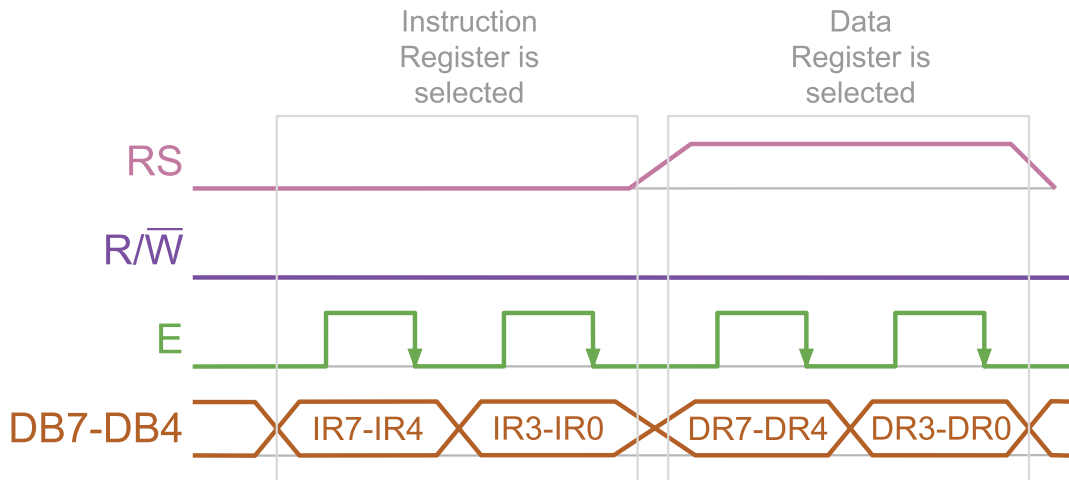 Instruction
Register is
selected
Data
Register is
selected
RS
R/W̅
E
DB7-DB4
IR7-IR4
IR3-IR0
DR7-DR4
DR3-DR0